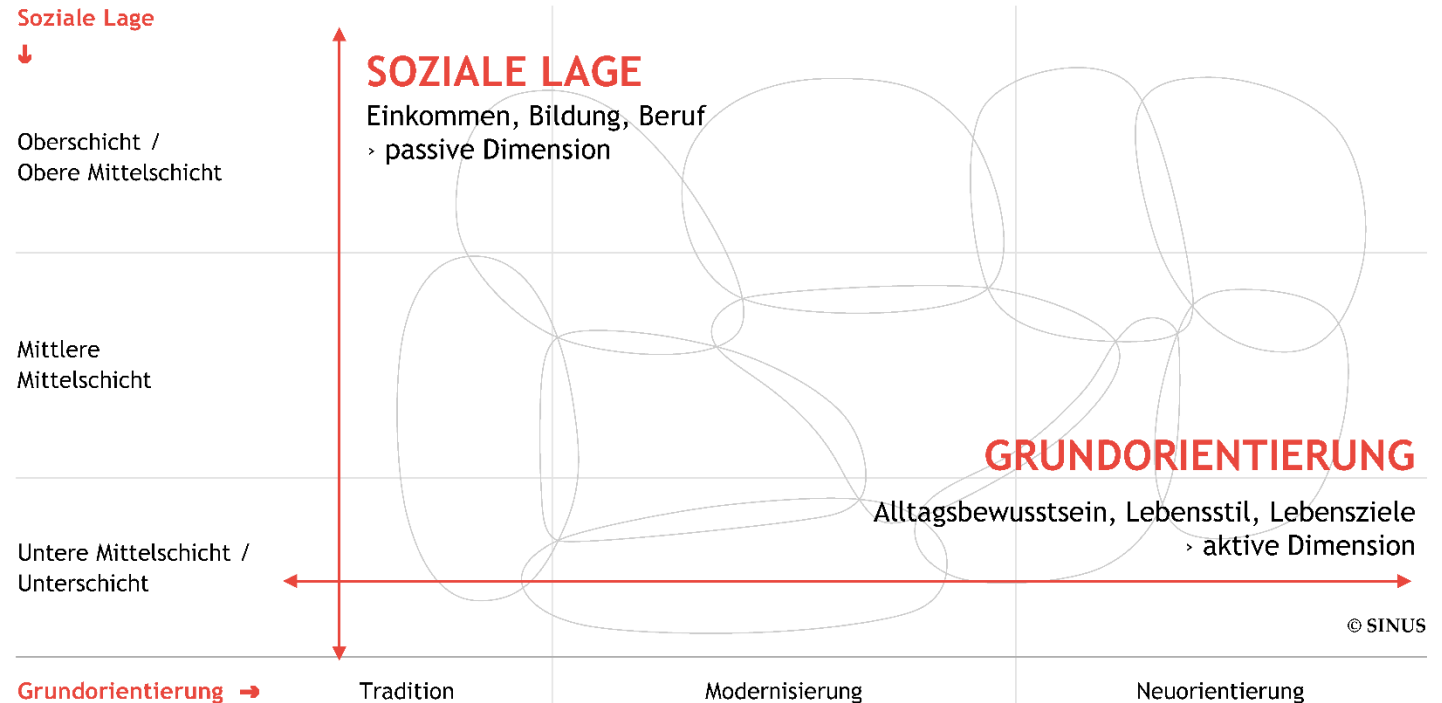 Soziale Lage
SOZIALE LAGE
Einkommen, Bildung, Beruf
› passive Dimension
Oberschicht /
Obere Mittelschicht
Mittlere
Mittelschicht
GRUNDORIENTIERUNG
Alltagsbewusstsein, Lebensstil, Lebensziele
› aktive Dimension
Untere Mittelschicht /
Unterschicht
© SINUS
Grundorientierung
Tradition
Modernisierung
Neuorientierung